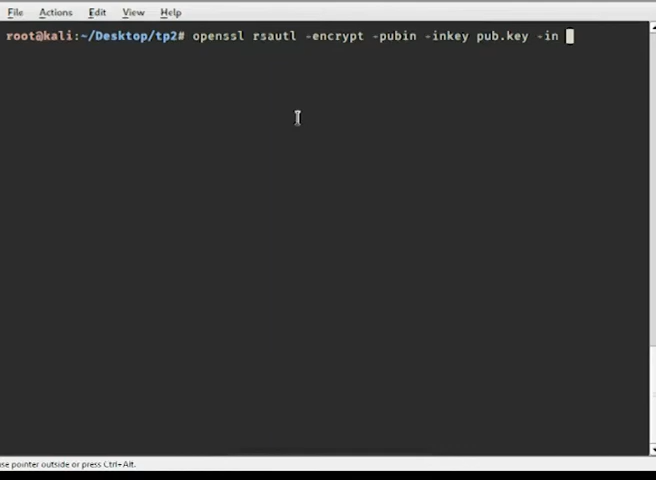 File Actions Edit View Help
root@kali:~/Desktop/tp2# openssl rsautl -encrypt -pubin -inkey pub.key -in
se pointer outside or press Ctrl+Alt.